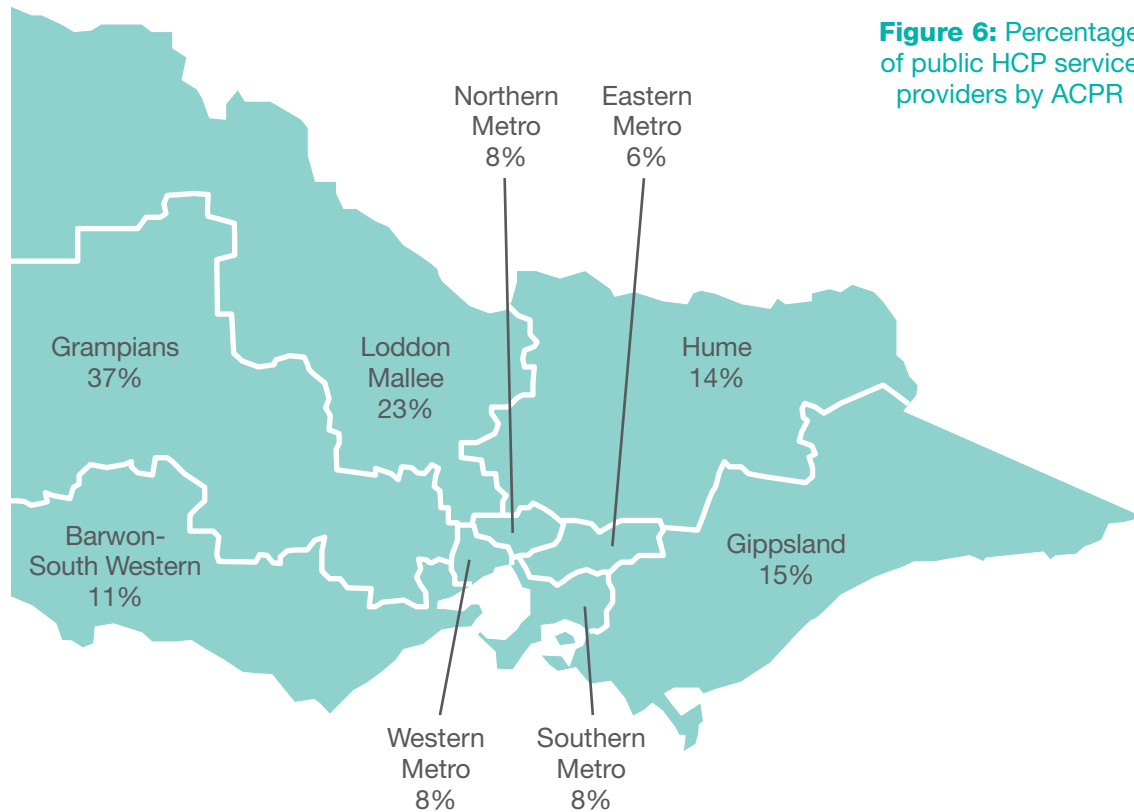 Figure 6: Percentage
of public HCP service
providers by ACPR
Northern
Metro
8%
Eastern
Metro
6%
Grampians
37%
Loddon
Mallee
23%
Hume
14%
Barwon-
South Western
11%
Gippsland
15%
Western
Metro
8%
Southern
Metro
8%